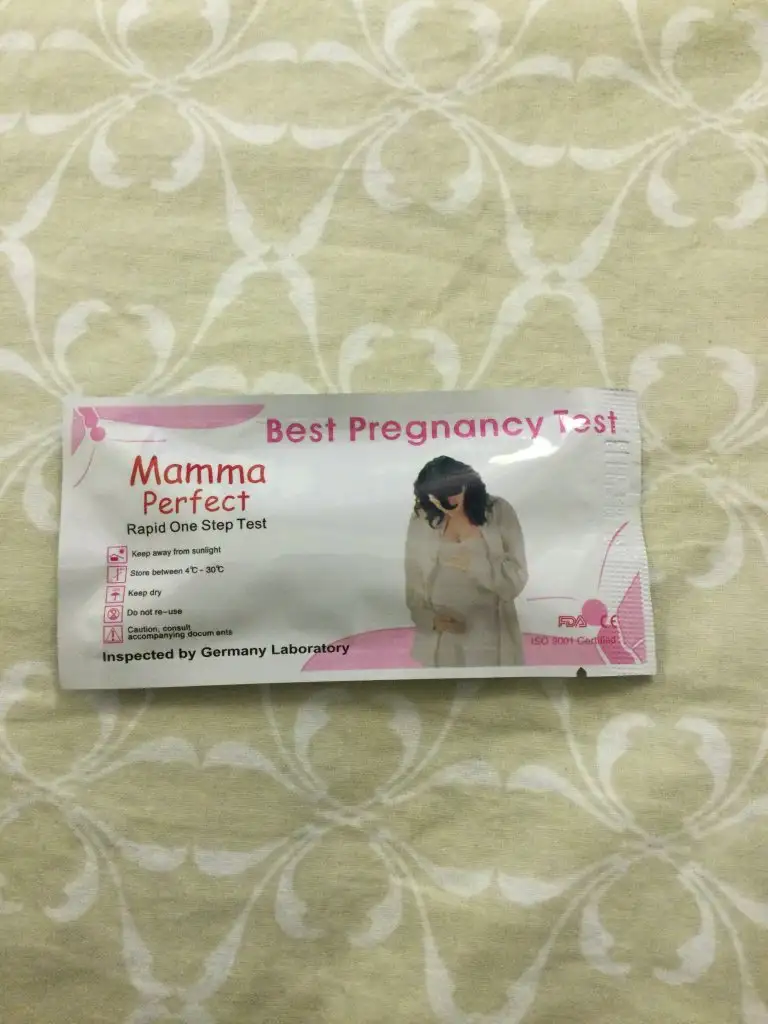 Best Pregnancy Test
Mamma
Perfect
Rapid One Step Test
Keep away from sunlight
Store between 4℃ - 30℃
Keep dry
Do not re-use
Caution, consult
accompanying docum ents
Inspected by Germany Laboratory
FDA CE
ISO 9001 Certified